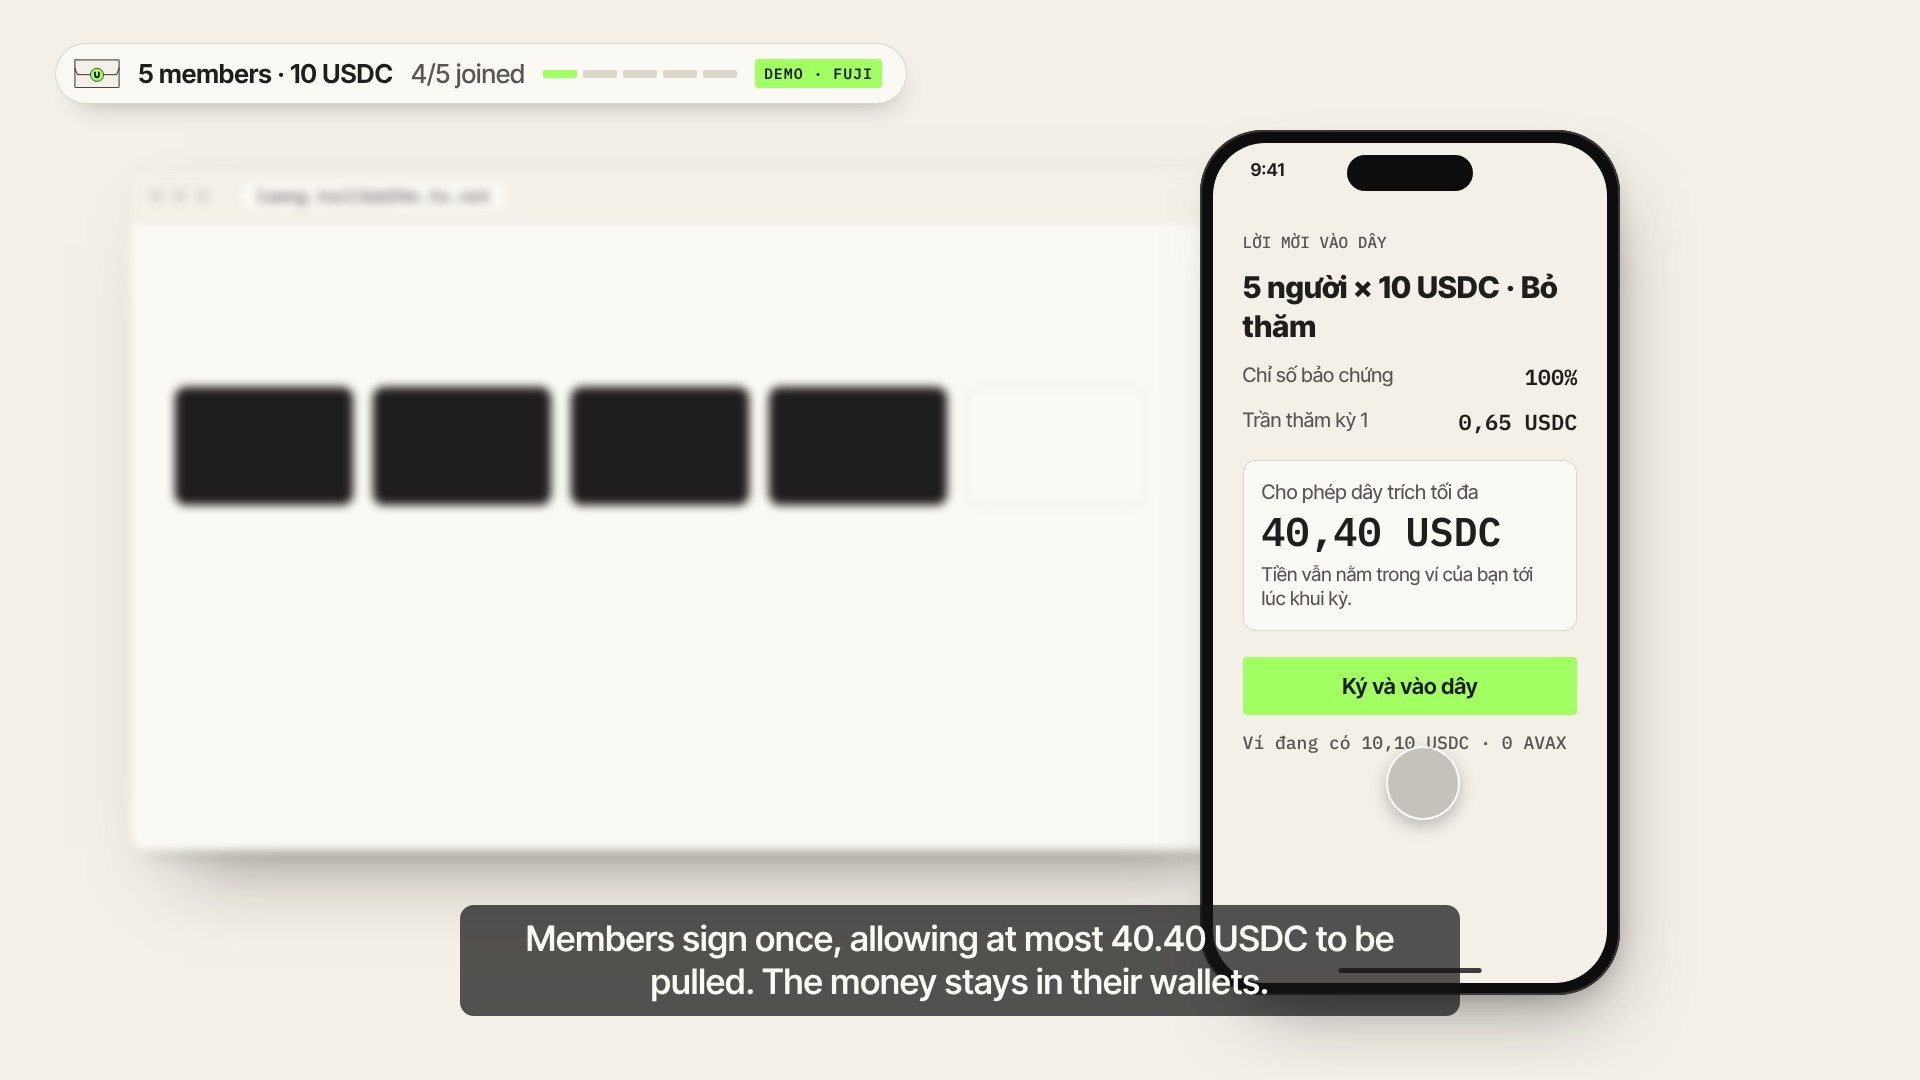 5 members · 10 USDC 4/5 joined DEMO · FUJI
9:41
LỜI MỜI VÀO DÂY
5 người × 10 USDC · Bỏ
thăm
Chỉ số bảo chứng 100%
Trần thăm kỳ 1 0,65 USDC
Cho phép dây trích tối đa
40,40 USDC
Tiền vẫn nằm trong ví của bạn tới
lúc khui kỳ.
Ký và vào dây
Ví đang có 10,10 USDC · 0 AVAX
Members sign once, allowing at most 40.40 USDC to be
pulled. The money stays in their wallets.